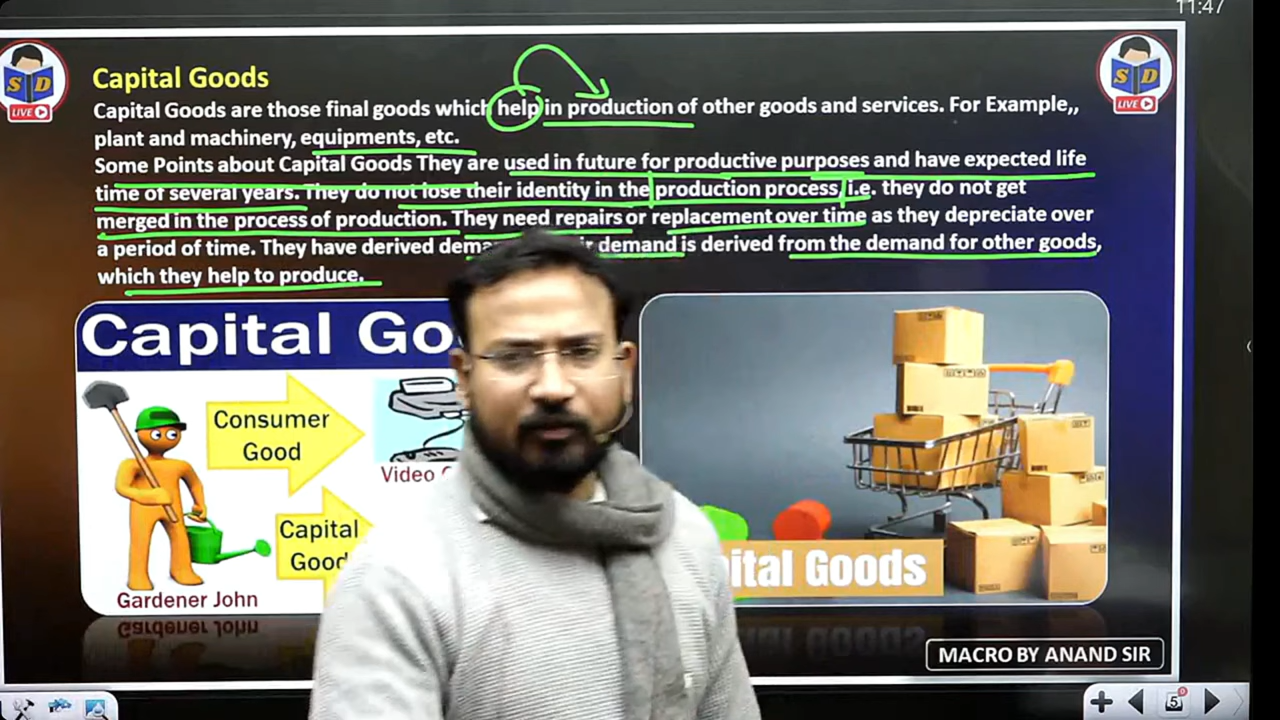 11:47
S D
LIVE
S D
LIVE
Capital Goods
Capital Goods are those final goods which help in production of other goods and services. For Example,,
plant and machinery, equipments, etc.
Some Points about Capital Goods They are used in future for productive purposes and have expected life
time of several years. They do not lose their identity in the production process, i.e. they do not get
merged in the process of production. They need repairs or replacement over time as they depreciate over
a period of time. They have derived demand is derived from the demand for other goods,
which they help to produce.
Capital Go
Consumer
Good
Video
Capital
Good
Gardener John
Gardener John
ital Goods
MACRO BY ANAND SIR
5